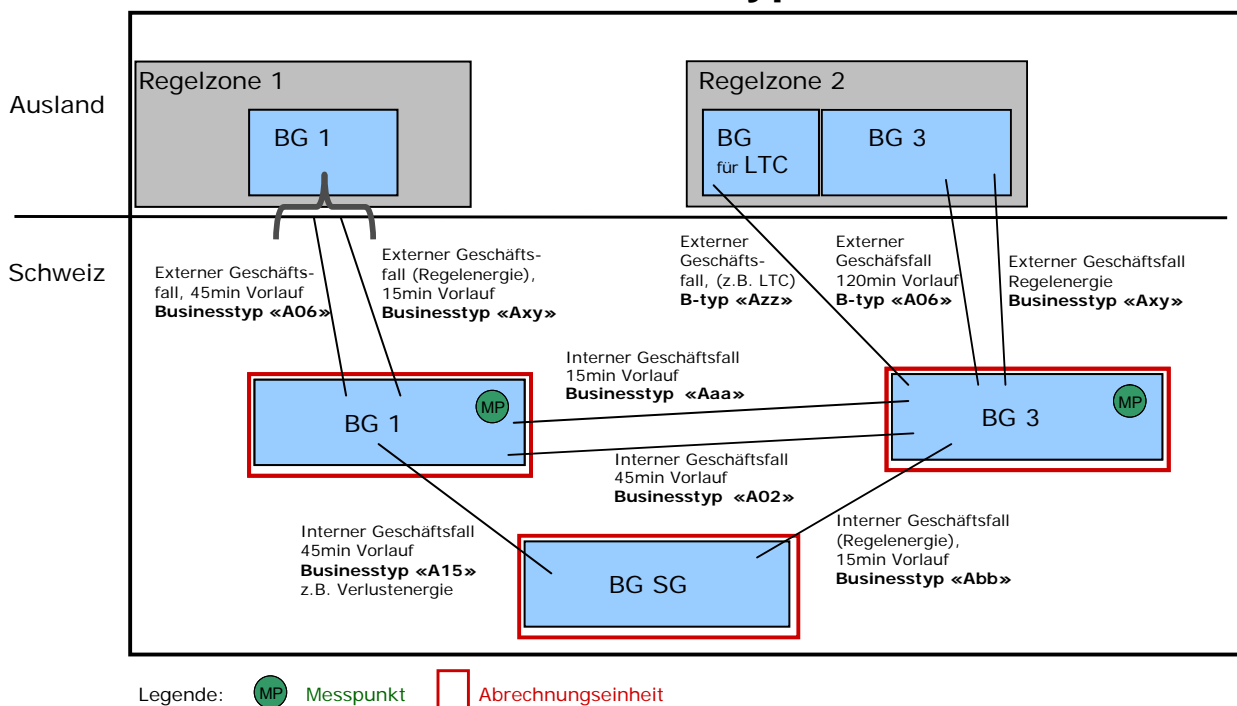 Ausland
Schweiz
Regelzone 1
BG 1
Regelzone 2
BG
für LTC
BG 3
Externer Geschäfts-
fall, 45min Vorlauf
Businesstyp «A06»
Externer Geschäfts-
fall (Regelenergie),
15min Vorlauf
Businesstyp «Axy»
Externer
Geschäfts-
fall, (z.B. LTC)
B-typ «Azz»
Externer
Geschäsfall
120min Vorlauf
B-typ «A06»
Externer Geschäftsfall
Regelenergie
Businesstyp «Axy»
Interner Geschäftsfall
15min Vorlauf
Businesstyp «Aaa»
BG 1
MP
BG 3
MP
Interner Geschäftsfall
45min Vorlauf
Businesstyp «A02»
Interner Geschäftsfall
45min Vorlauf
Businesstyp «A15»
z.B. Verlustenergie
BG SG
Interner Geschäftsfall
(Regelenergie),
15min Vorlauf
Businesstyp «Abb»
Legende: MP Messpunkt Abrechnungseinheit